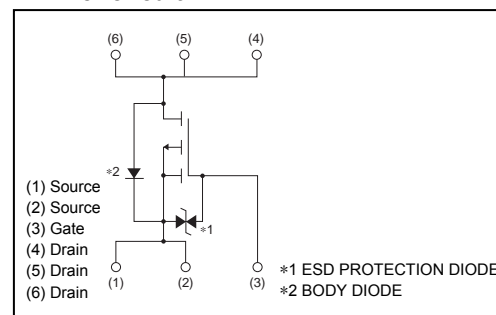 (6) (5) (4)
*2
*1
(1) Source
(2) Source
(3) Gate
(4) Drain
(5) Drain
(6) Drain
(1) (2) (3)
*1 ESD PROTECTION DIODE
*2 BODY DIODE